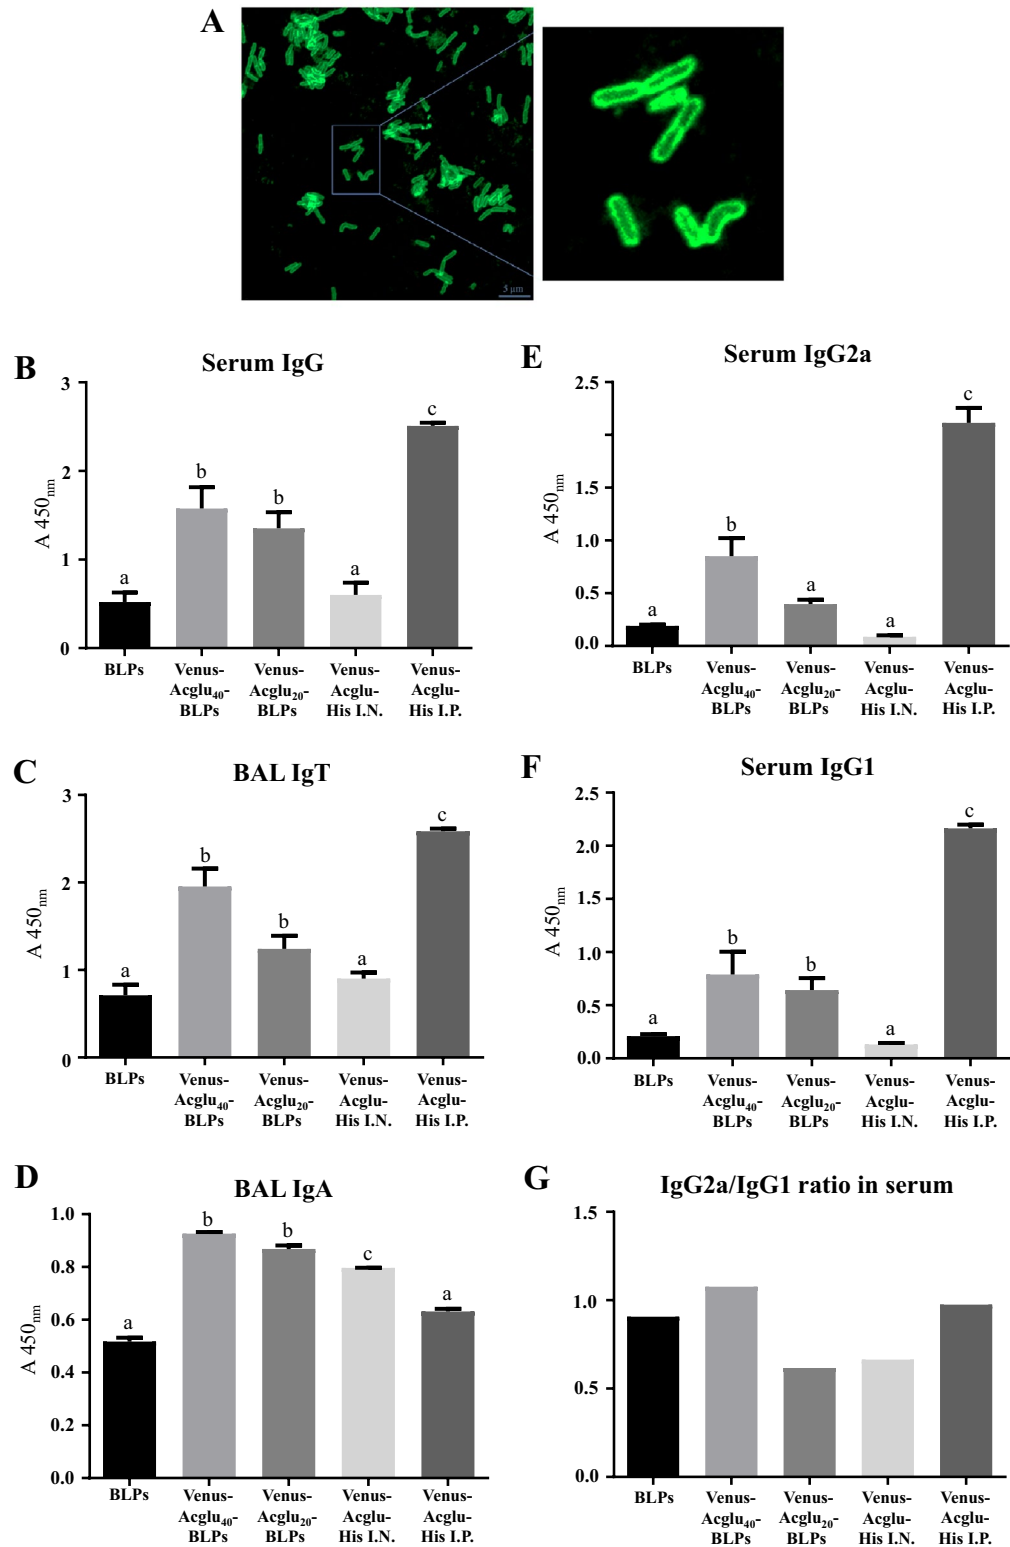 A
5 µm
B
Serum IgG
3
2
1
0
A 450nm
a
b
b
a
c
BLPs
Venus-
Acglu40-
BLPs
Venus-
Acglu20-
BLPs
Venus-
Acglu-
His I.N.
Venus-
Acglu-
His I.P.
E
Serum IgG2a
2.5
1.5
1.0
0.5
0.0
A 450nm
a
b
a
a
c
BLPs
Venus-
Acglu40-
BLPs
Venus-
Acglu20-
BLPs
Venus-
Acglu-
His I.N.
Venus-
Acglu-
His I.P.
C
BAL IgT
3
2
1
0
A 450nm
a
b
b
a
c
BLPs
Venus-
Acglu40-
BLPs
Venus-
Acglu20-
BLPs
Venus-
Acglu-
His I.N.
Venus-
Acglu-
His I.P.
F
Serum IgG1
2.5
2.0
1.0
0.5
0.0
A 450nm
a
b
b
a
c
BLPs
Venus-
Acglu40-
BLPs
Venus-
Acglu20-
BLPs
Venus-
Acglu-
His I.N.
Venus-
Acglu-
His I.P.
D
BAL IgA
1.0
0.8
0.6
0.4
0.2
0.0
A 450nm
a
b
b
c
a
BLPs
Venus-
Acglu40-
BLPs
Venus-
Acglu20-
BLPs
Venus-
Acglu-
His I.N.
Venus-
Acglu-
His I.P.
G
IgG2a/IgG1 ratio in serum
1.5
1.0
0.5
0.0
BLPs
Venus-
Acglu40-
BLPs
Venus-
Acglu20-
BLPs
Venus-
Acglu-
His I.N.
Venus-
Acglu-
His I.P.